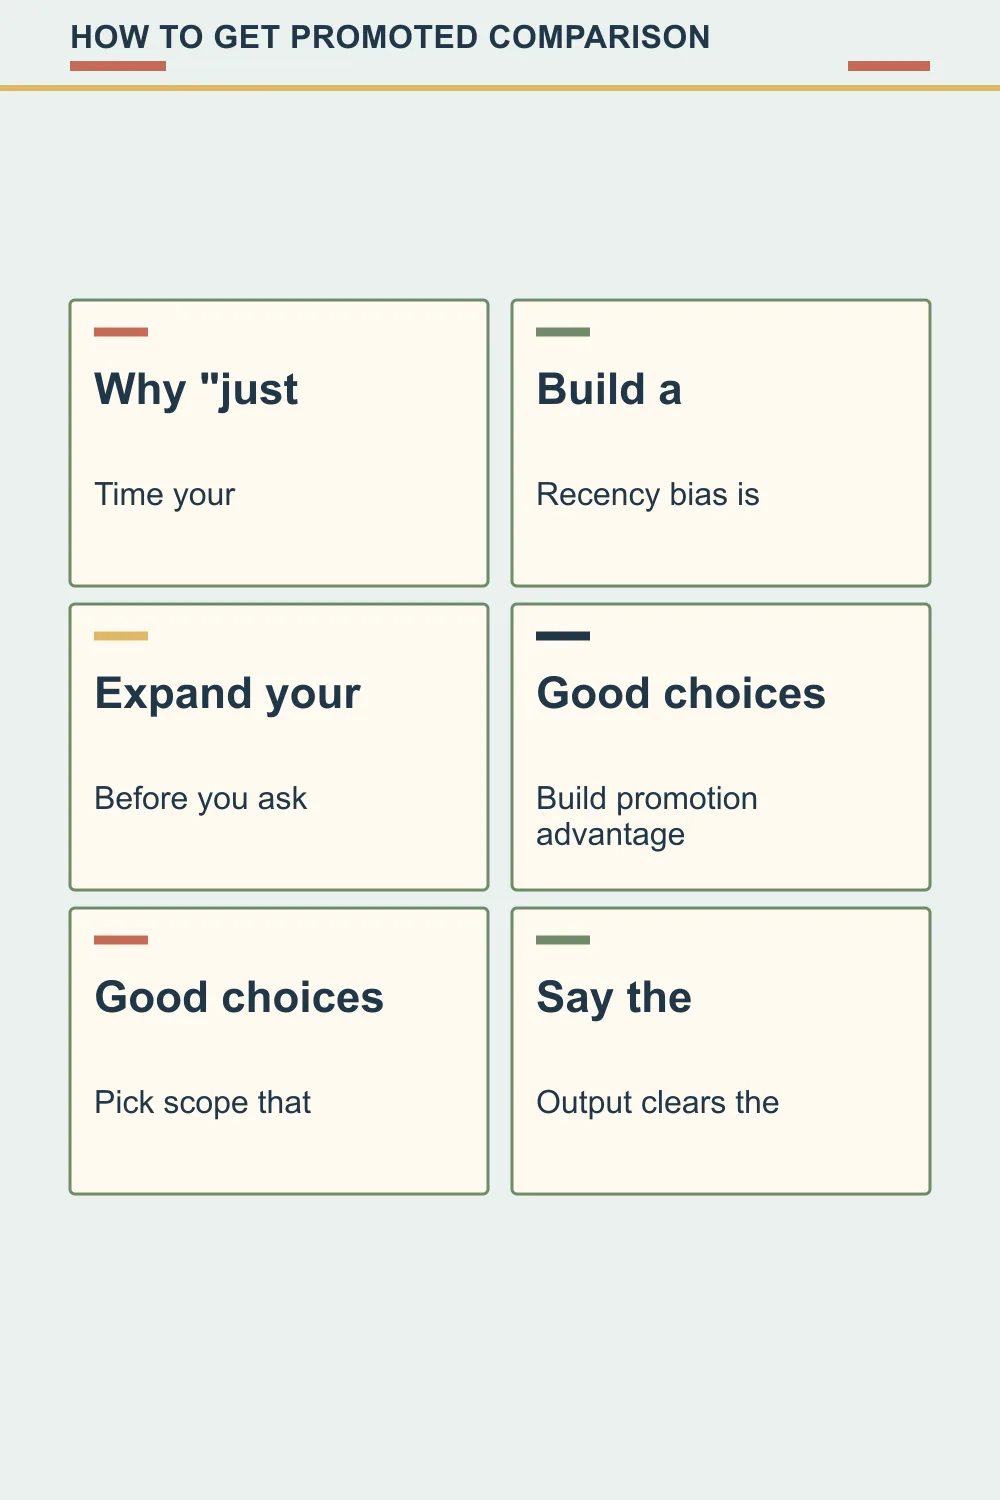 HOW TO GET PROMOTED COMPARISON
Why "just
Time your
Build a
Recency bias is
Expand your
Before you ask
Good choices
Build promotion
advantage
Good choices
Pick scope that
Say the
Output clears the